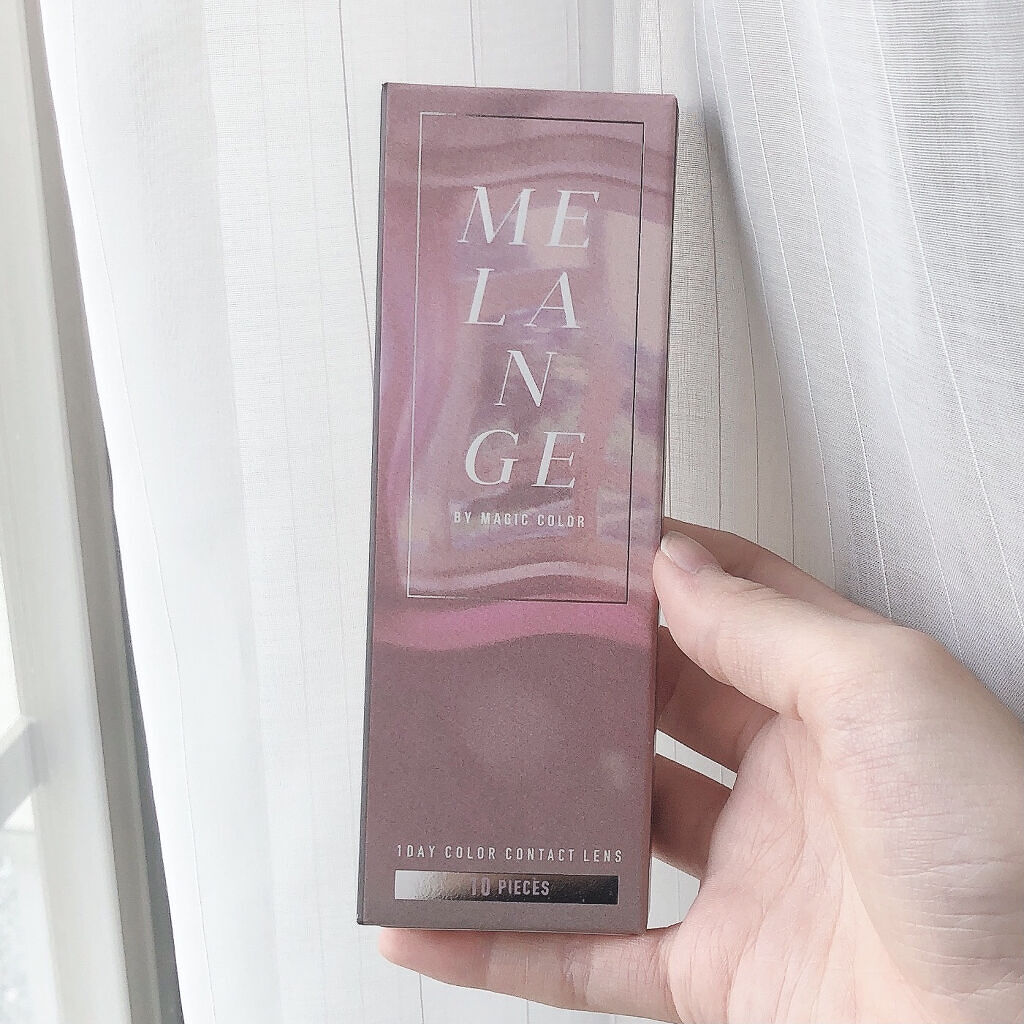 ME
LA
N
GE
BY MAGIC COLOR
1DAY COLOR CONTACT LENS
10 PIECES